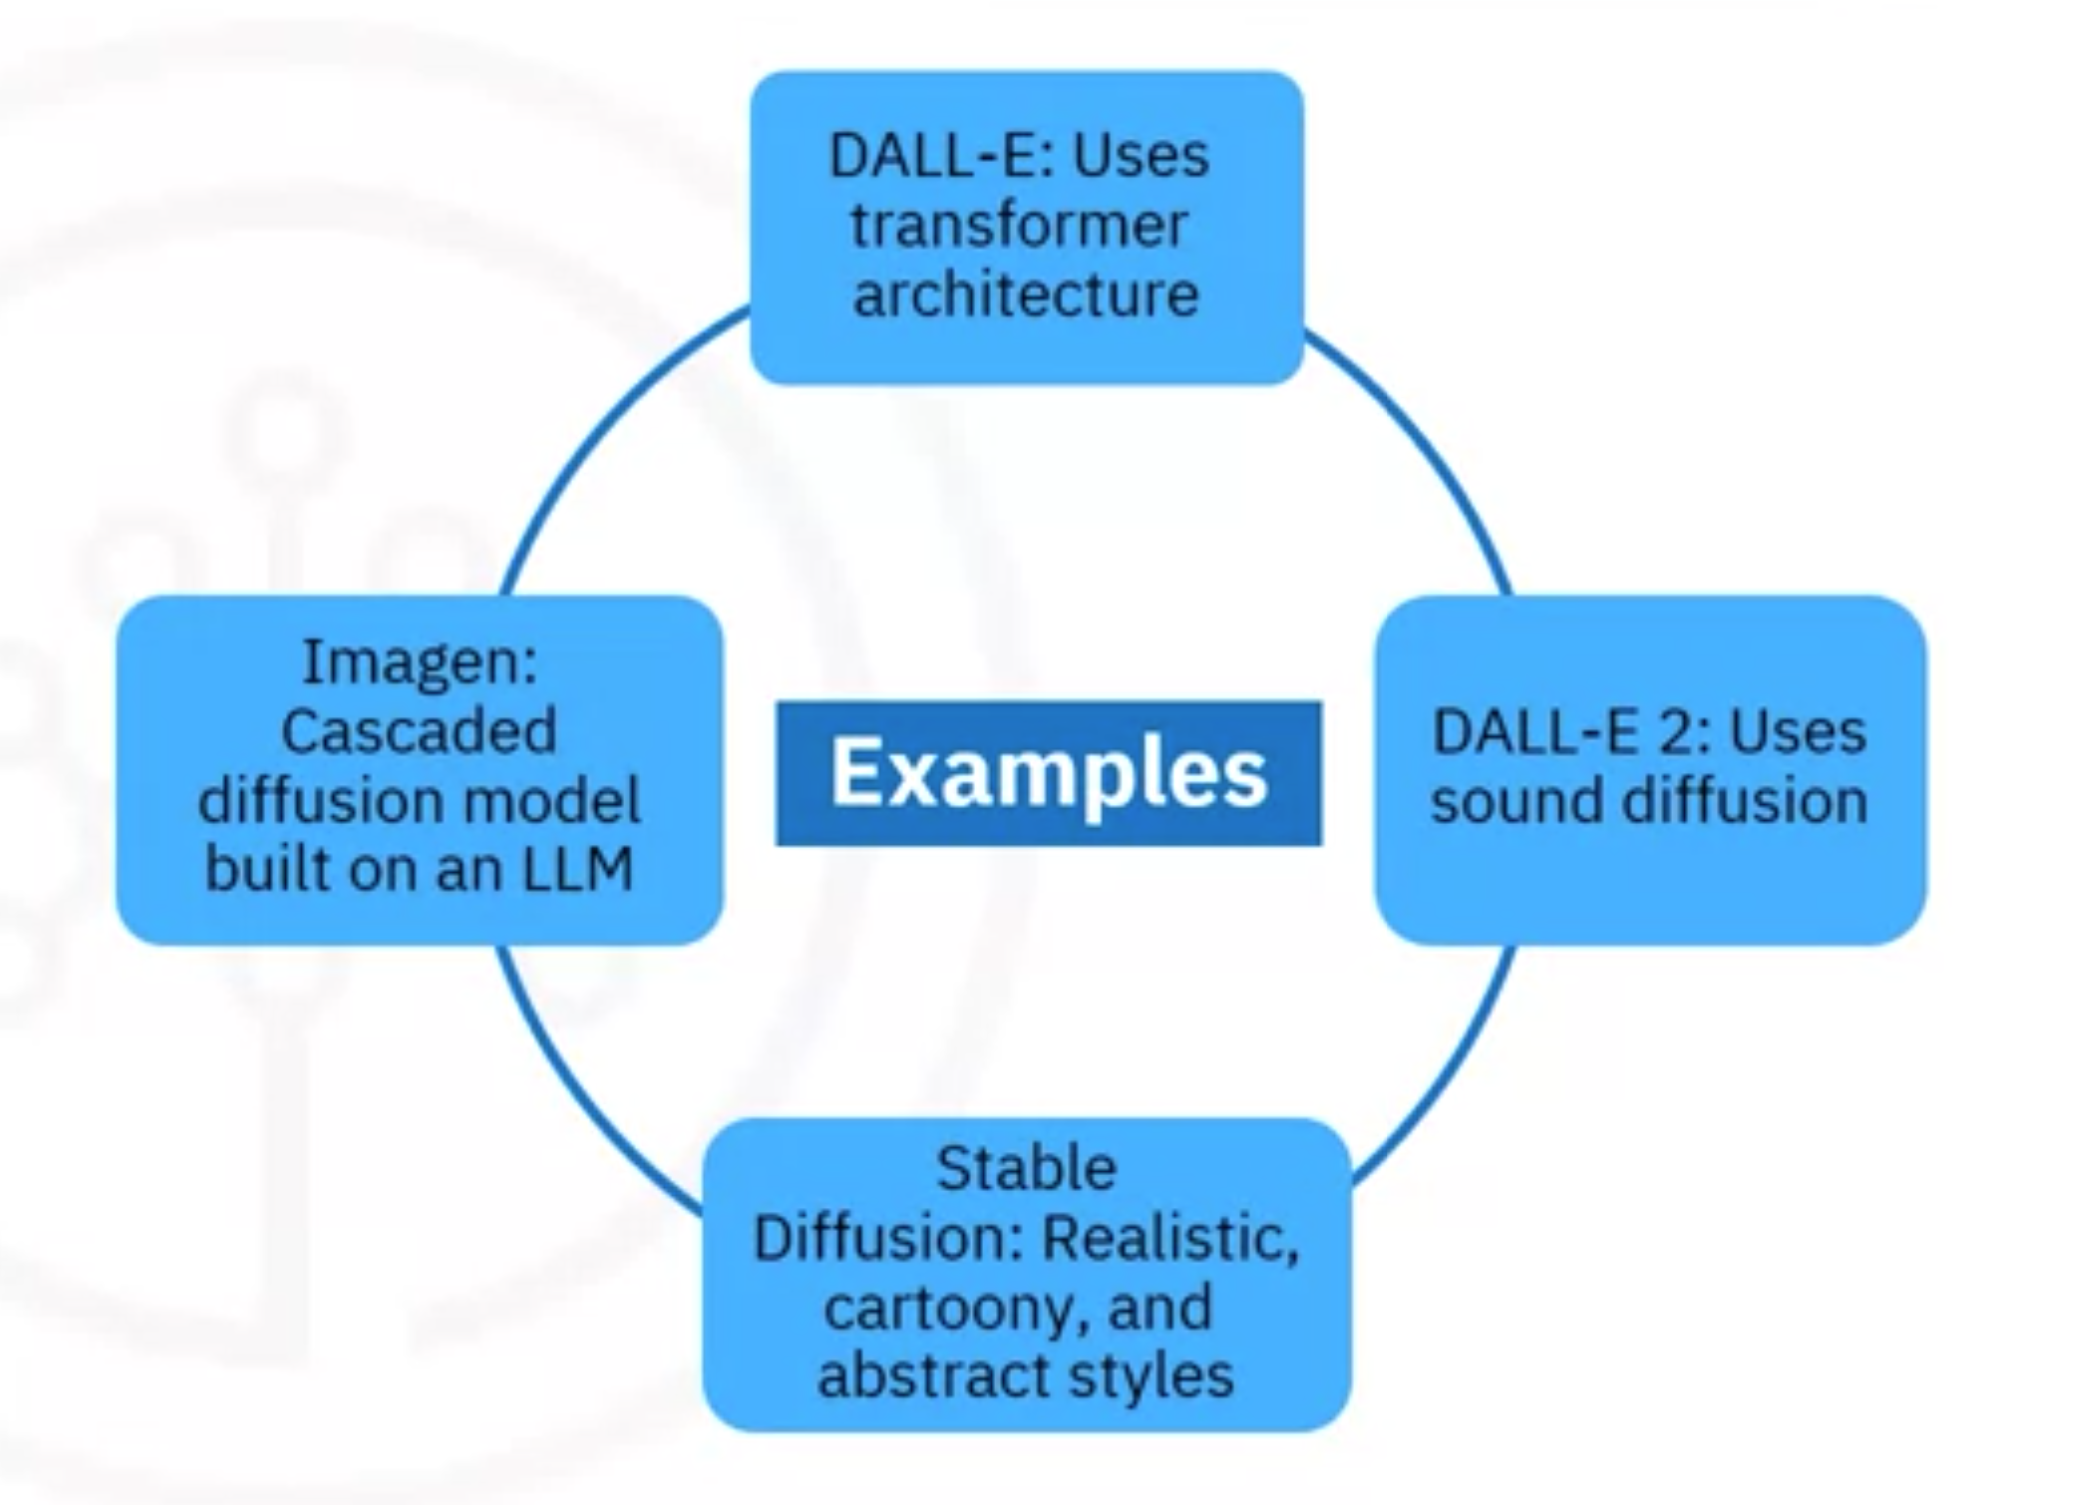 DALL-E: Uses
transformer
architecture
Imagen:
Cascaded
diffusion model
built on an LLM
Examples
DALL-E 2: Uses
sound diffusion
Stable
Diffusion: Realistic,
cartoony, and
abstract styles